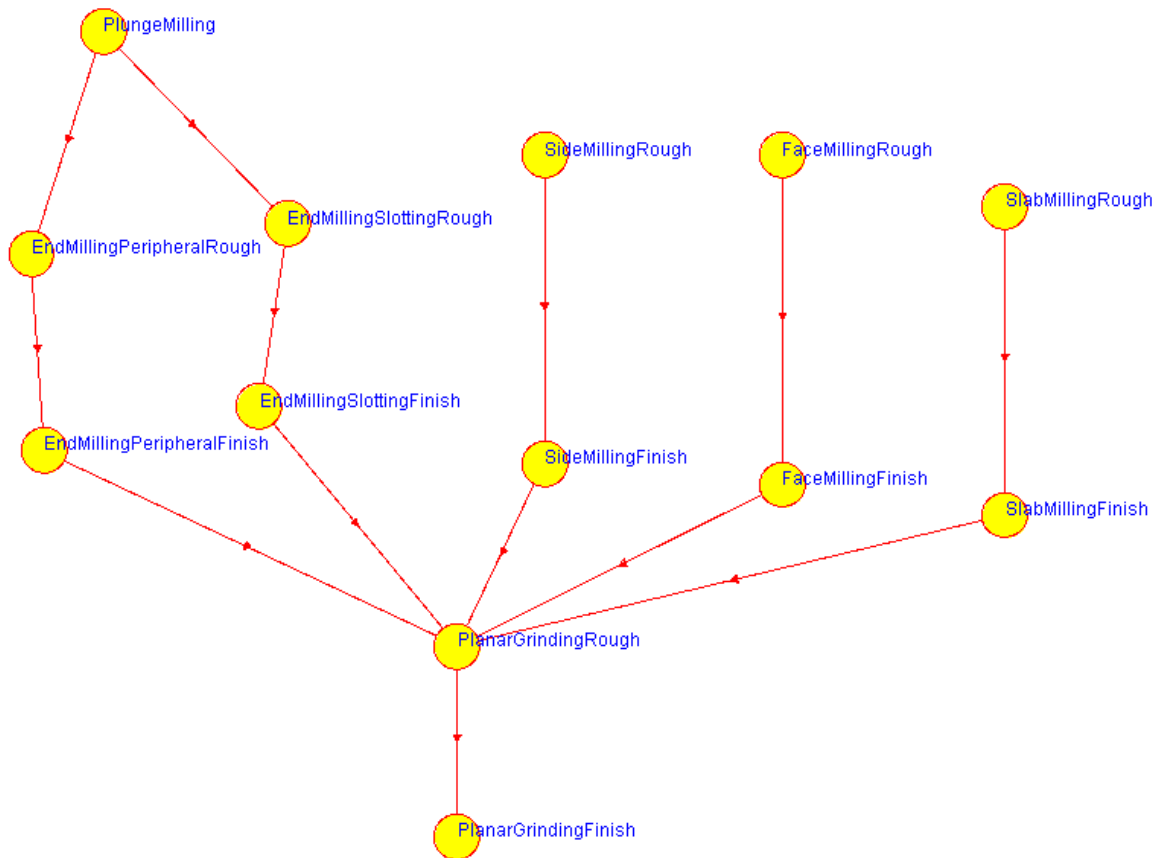 PlungeMilling
SideMillingRough
FaceMillingRough
SlabMillingRough
EndMillingSlottingRough
EndMillingPeripheralRough
EndMillingSlottingFinish
EndMillingPeripheralFinish
SideMillingFinish
FaceMillingFinish
SlabMillingFinish
PlanarGrindingRough
PlanarGrindingFinish